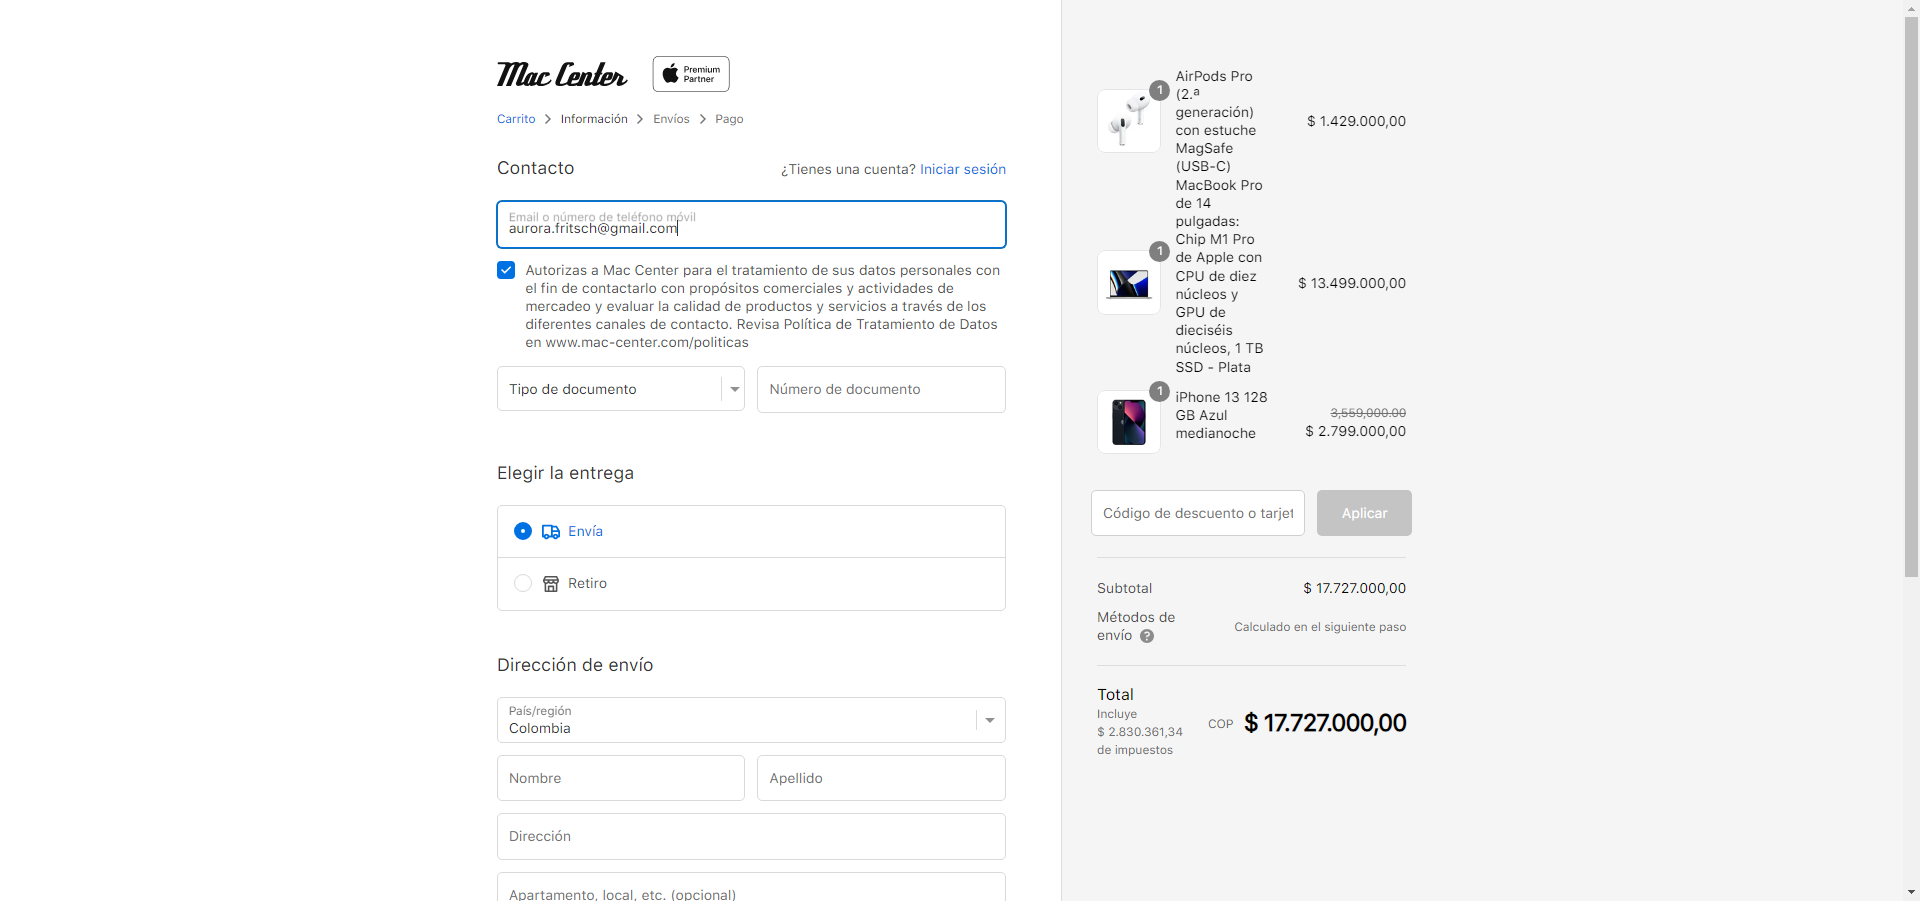 Mac Center
Premium
Partner
Carrito
Información
Envíos
Pago
Contacto
¿Tienes una cuenta? Iniciar sesión
Email o número de teléfono móvil
aurora.fritsch@gmail.com
Autorizas a Mac Center para el tratamiento de sus datos personales con
el fin de contactarlo con propósitos comerciales y actividades de
mercadeo y evaluar la calidad de productos y servicios a través de los
diferentes canales de contacto. Revisa Política de Tratamiento de Datos
en www.mac-center.com/politicas
Tipo de documento
Número de documento
Elegir la entrega
Envía
Retiro
Dirección de envío
País/región
Colombia
Nombre
Apellido
Dirección
Apartamento, local, etc. (opcional)
1
AirPods Pro
(2.ª
generación)
con estuche
MagSafe
(USB-C)
$ 1.429.000,00
1
MacBook Pro
de 14
pulgadas:
Chip M1 Pro
de Apple con
CPU de diez
núcleos y
GPU de
dieciséis
núcleos, 1 TB
SSD - Plata
$ 13.499.000,00
1
iPhone 13 128
GB Azul
medianoche
3,559,000.00
$ 2.799.000,00
Código de descuento o tarjet
Aplicar
Subtotal
$ 17.727.000,00
Métodos de
envío
?
Calculado en el siguiente paso
Total
Incluye
$ 2.830.361,34
de impuestos
COP
$ 17.727.000,00